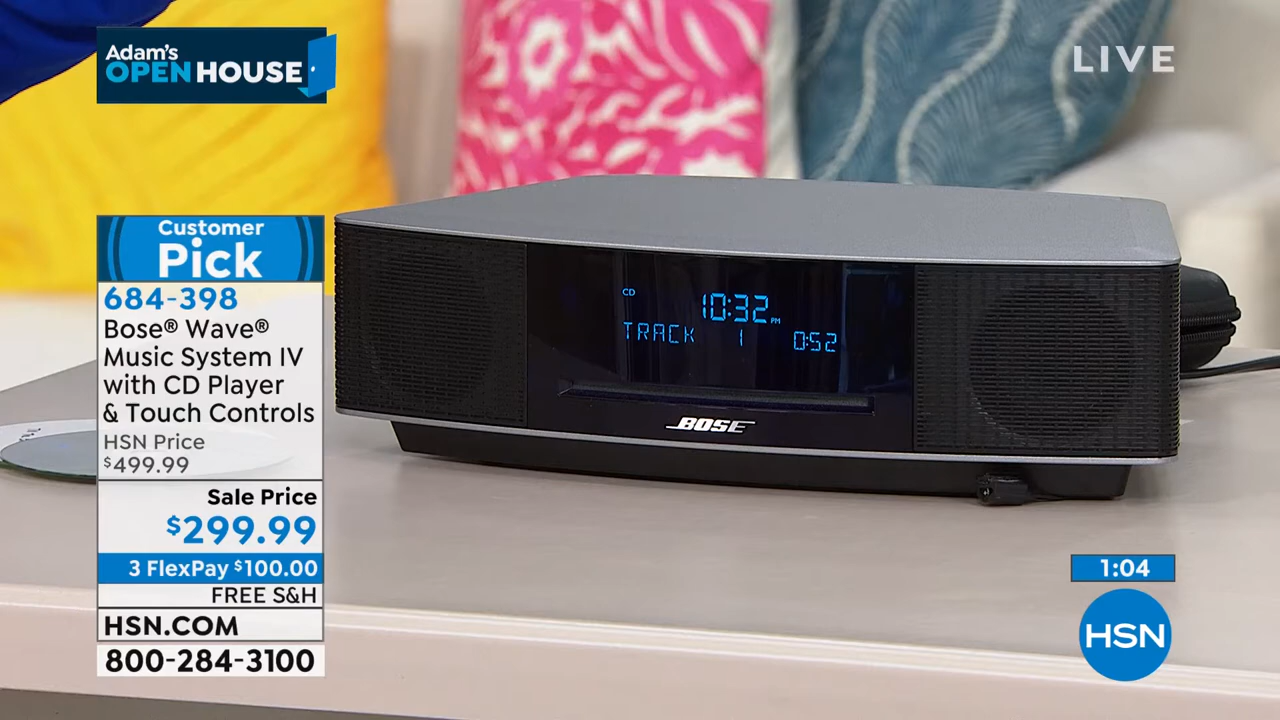 Adam's
OPEN HOUSE
LIVE
Customer
Pick
684-398
Bose® Wave®
Music System IV
with CD Player
& Touch Controls
HSN Price
$499.99
Sale Price
$299.99
3 FlexPay $100.00
FREE S&H
HSN.COM
800-284-3100
CD
10:32 PM
TRACK 1 0:52
BOSE
1:04
HSN